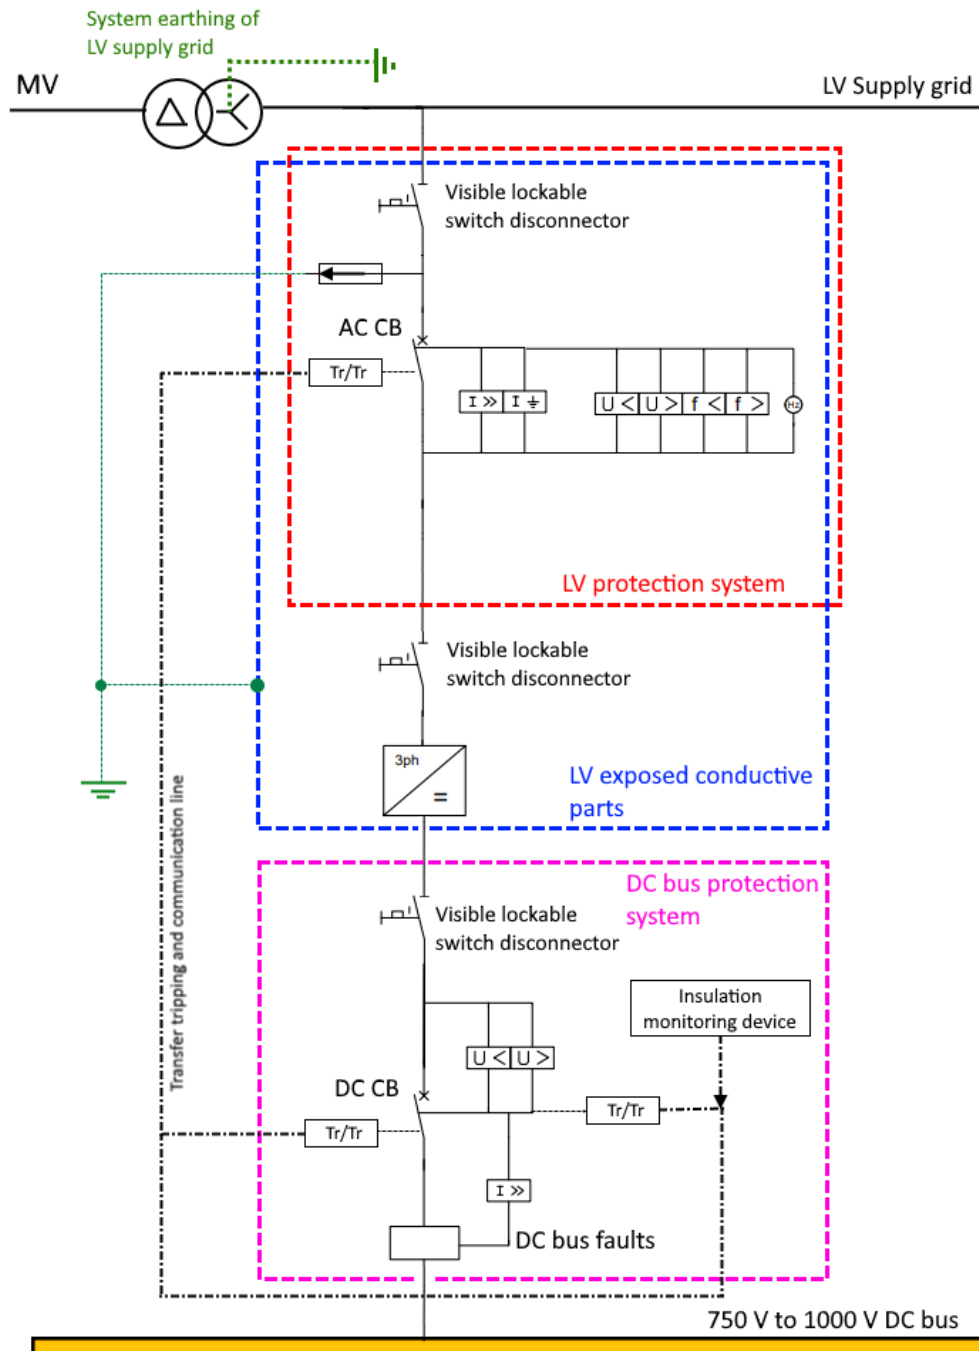 System earthing of
LV supply grid
MV
LV Supply grid
Visible lockable
switch disconnector
AC CB
Tr/Tr
I >> I ⏚
U < U > f < f > Hz
LV protection system
Visible lockable
switch disconnector
3ph
=
LV exposed conductive
parts
Transfer tripping and communication line
DC bus protection
system
Visible lockable
switch disconnector
Insulation
monitoring device
U < U >
DC CB
Tr/Tr
Tr/Tr
I >>
DC bus faults
750 V to 1000 V DC bus